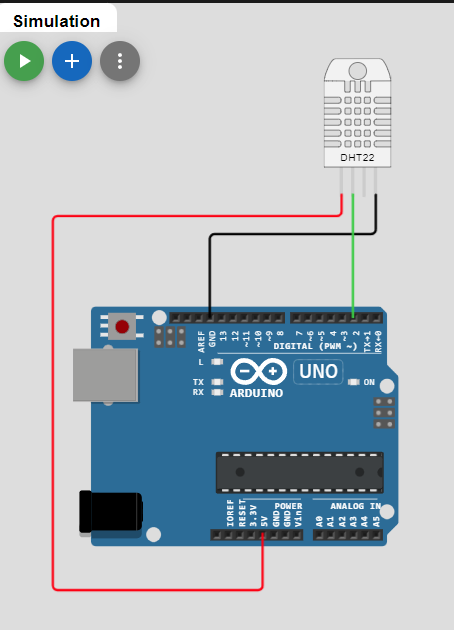 Simulation
DHT22
AREF
GND
13
12
~11
~10
~9
8
7
~6
~5
4
~3
2
TX→1
RX←0
DIGITAL (PWM ~)
L
TX
RX
ARDUINO
UNO
ON
IOREF
RESET
3.3V
5V
GND
GND
Vin
POWER
ANALOG IN
A0
A1
A2
A3
A4
A5